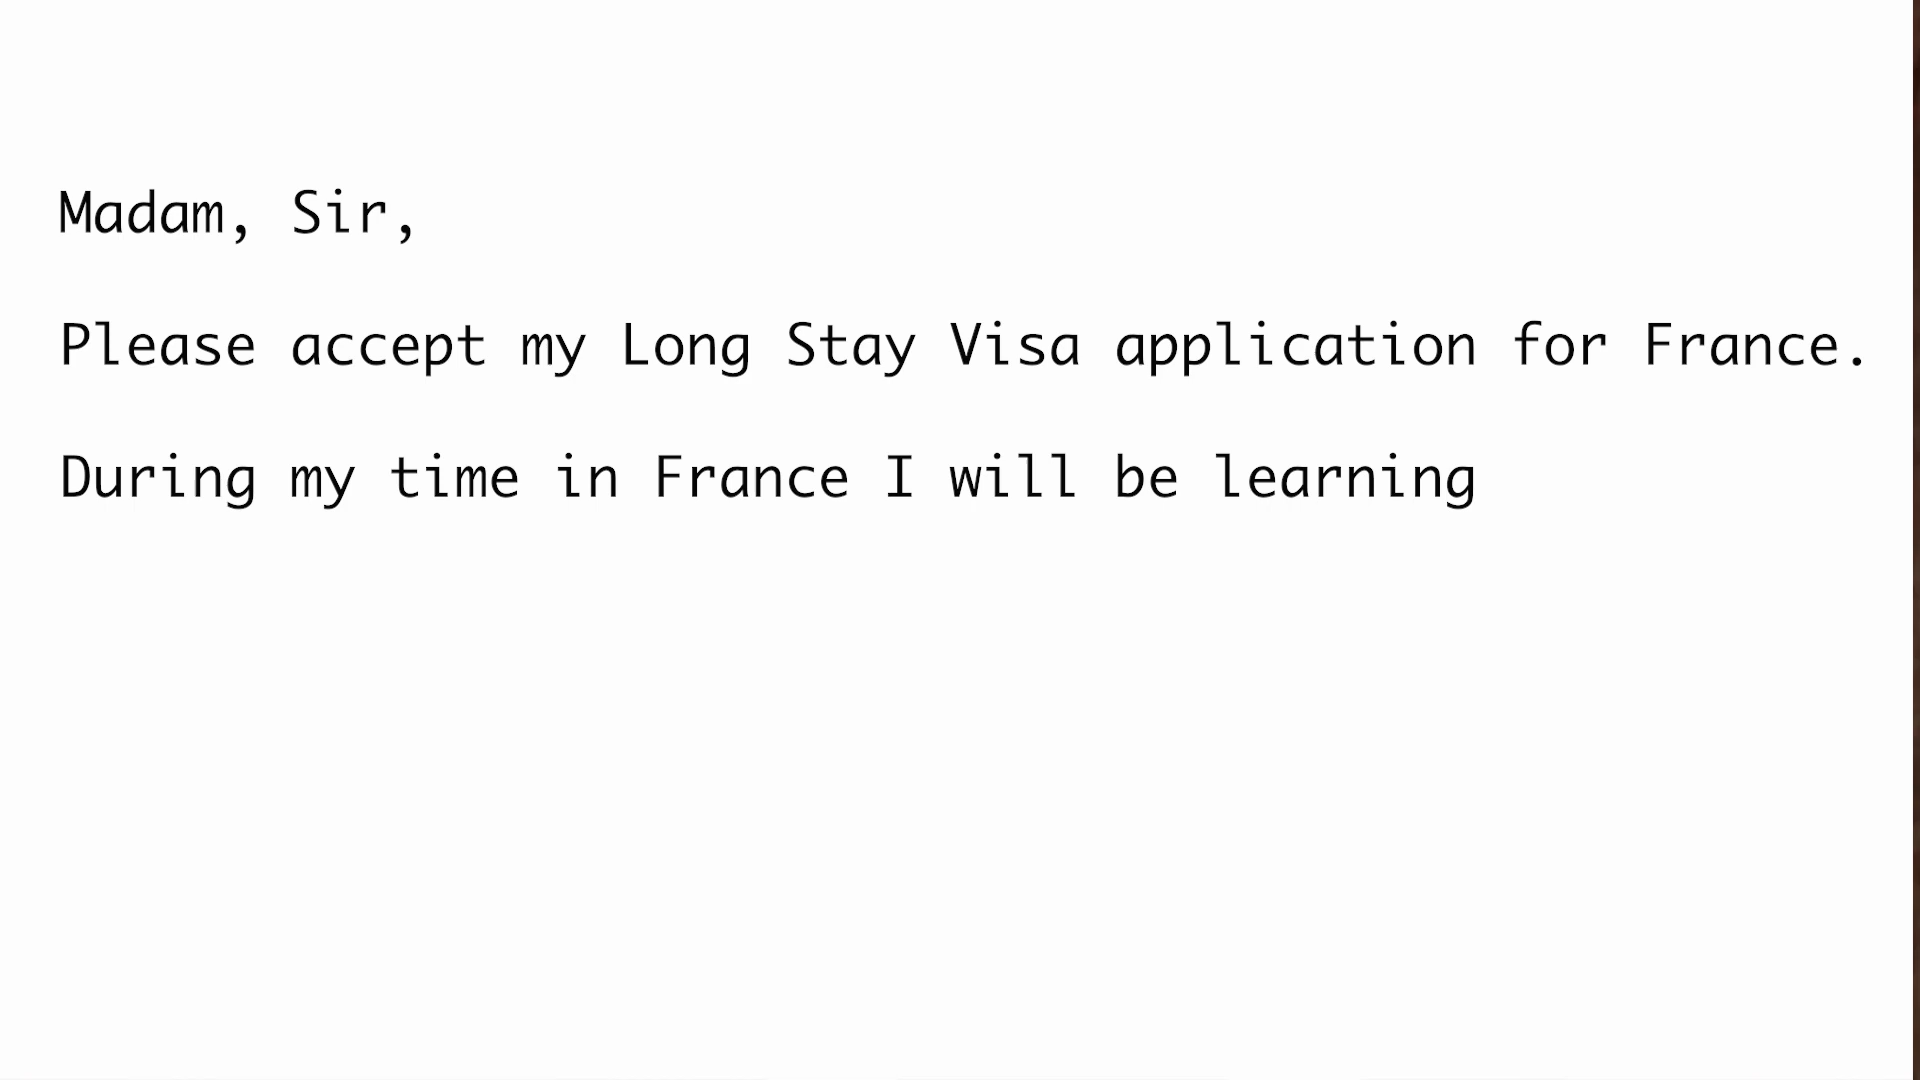 Madam, Sir,
Please accept my Long Stay Visa application for France.
During my time in France I will be learning